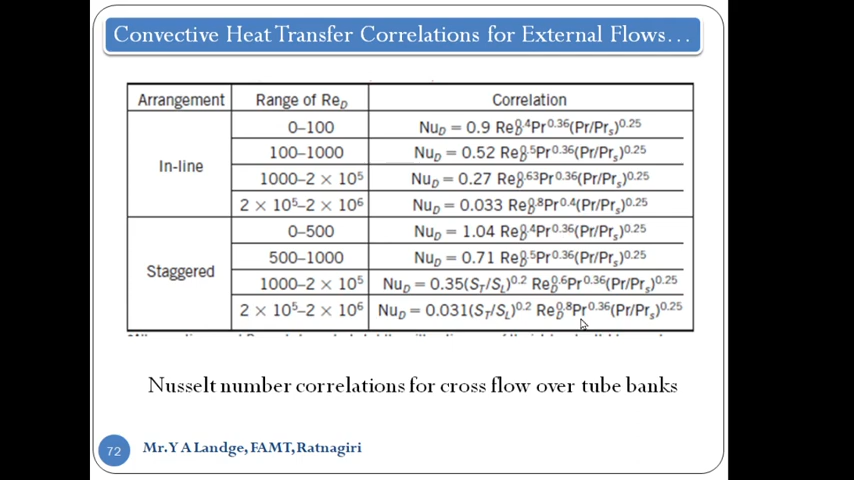 Convective Heat Transfer Correlations for External Flows…
Arrangement Range of Re_D Correlation
In-line
0–100 Nu_D = 0.9 Re_D^0.4 Pr^0.36 (Pr/Pr_s)^0.25
100–1000 Nu_D = 0.52 Re_D^0.5 Pr^0.36 (Pr/Pr_s)^0.25
1000–2 × 10^5 Nu_D = 0.27 Re_D^0.63 Pr^0.36 (Pr/Pr_s)^0.25
2 × 10^5–2 × 10^6 Nu_D = 0.033 Re_D^0.8 Pr^0.4 (Pr/Pr_s)^0.25
Staggered
0–500 Nu_D = 1.04 Re_D^0.4 Pr^0.36 (Pr/Pr_s)^0.25
500–1000 Nu_D = 0.71 Re_D^0.5 Pr^0.36 (Pr/Pr_s)^0.25
1000–2 × 10^5 Nu_D = 0.35(S_T/S_L)^0.2 Re_D^0.6 Pr^0.36 (Pr/Pr_s)^0.25
2 × 10^5–2 × 10^6 Nu_D = 0.031(S_T/S_L)^0.2 Re_D^0.8 Pr^0.36 (Pr/Pr_s)^0.25
Nusselt number correlations for cross flow over tube banks
72 Mr.Y A Landge, FAMT, Ratnagiri